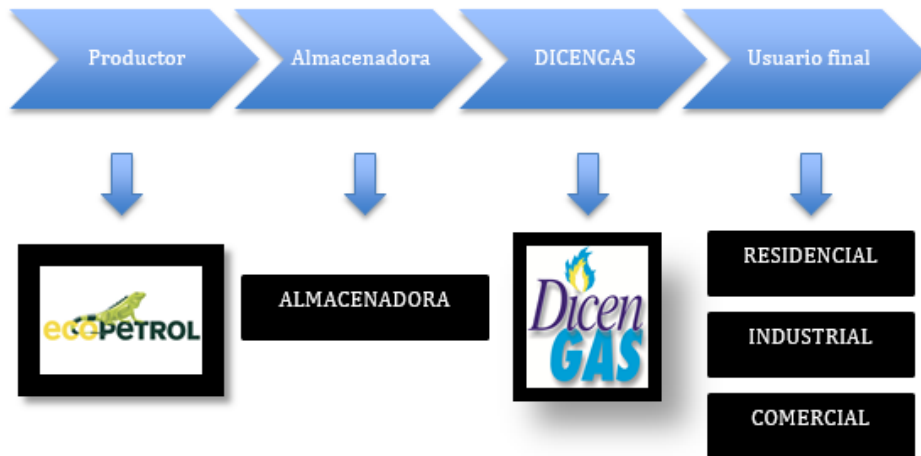 Productor
Almacenadora
DICENGAS
Usuario final
ecoPETROL
ALMACENADORA
Dicen
GAS
RESIDENCIAL
INDUSTRIAL
COMERCIAL